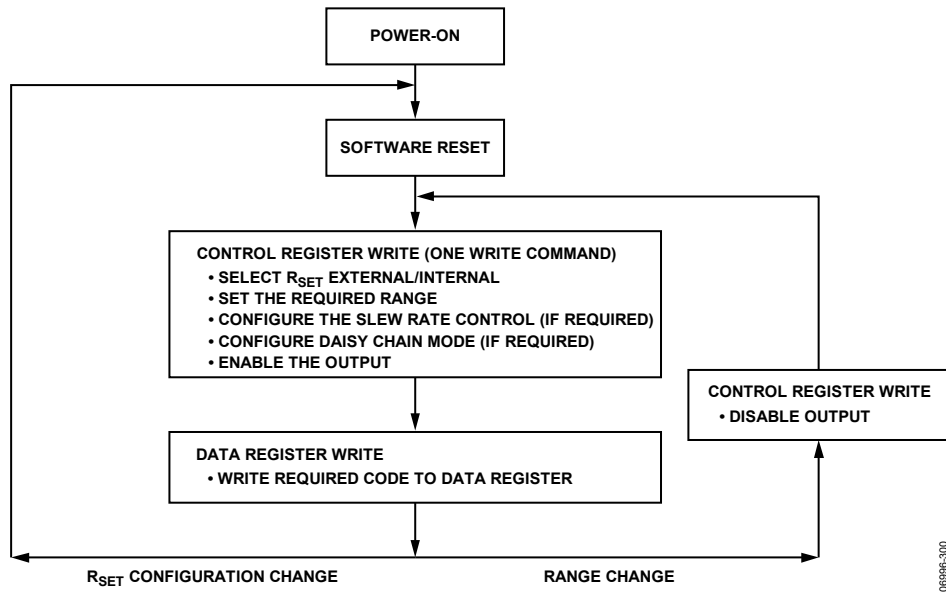 POWER-ON
SOFTWARE RESET
CONTROL REGISTER WRITE (ONE WRITE COMMAND)
• SELECT RSET EXTERNAL/INTERNAL
• SET THE REQUIRED RANGE
• CONFIGURE THE SLEW RATE CONTROL (IF REQUIRED)
• CONFIGURE DAISY CHAIN MODE (IF REQUIRED)
• ENABLE THE OUTPUT
CONTROL REGISTER WRITE
• DISABLE OUTPUT
DATA REGISTER WRITE
• WRITE REQUIRED CODE TO DATA REGISTER
RSET CONFIGURATION CHANGE
RANGE CHANGE
06996-300